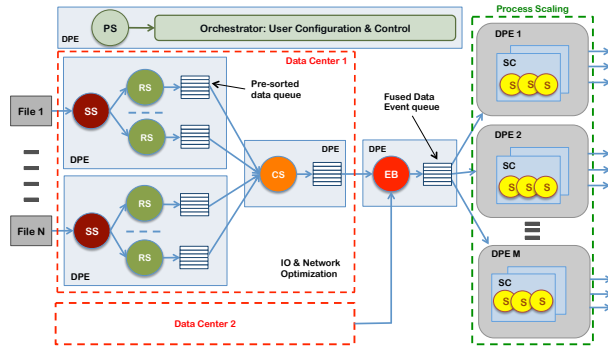 Process Scaling
PS
Orchestrator: User Configuration & Control
DPE
Data Center 1
DPE 1
SC
S S S
File 1
SS
RS
RS
DPE
Pre-sorted
data queue
Fused Data
Event queue
DPE
CS
DPE
EB
DPE 2
SC
S S S
File N
SS
RS
RS
DPE
IO & Network
Optimization
DPE M
SC
S S S
Data Center 2